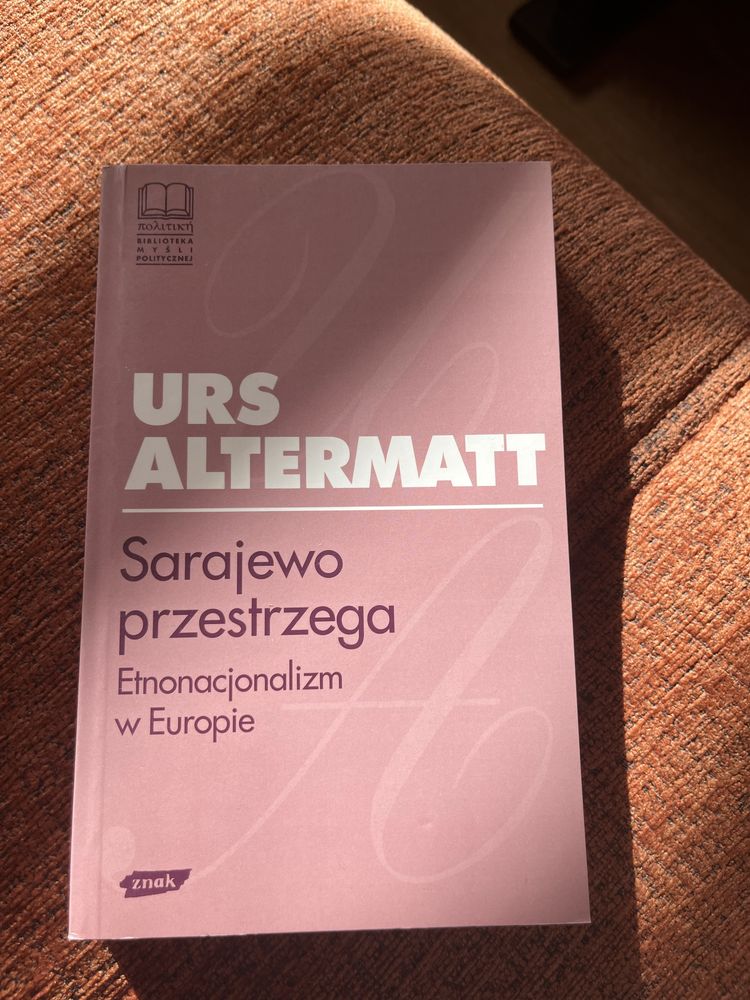 πολιτική
BIBLIOTEKA
MYŚLI
POLITYCZNEJ
URS
ALTERMATT
Sarajewo
przestrzega
Etnonacjonalizm
w Europie
znak